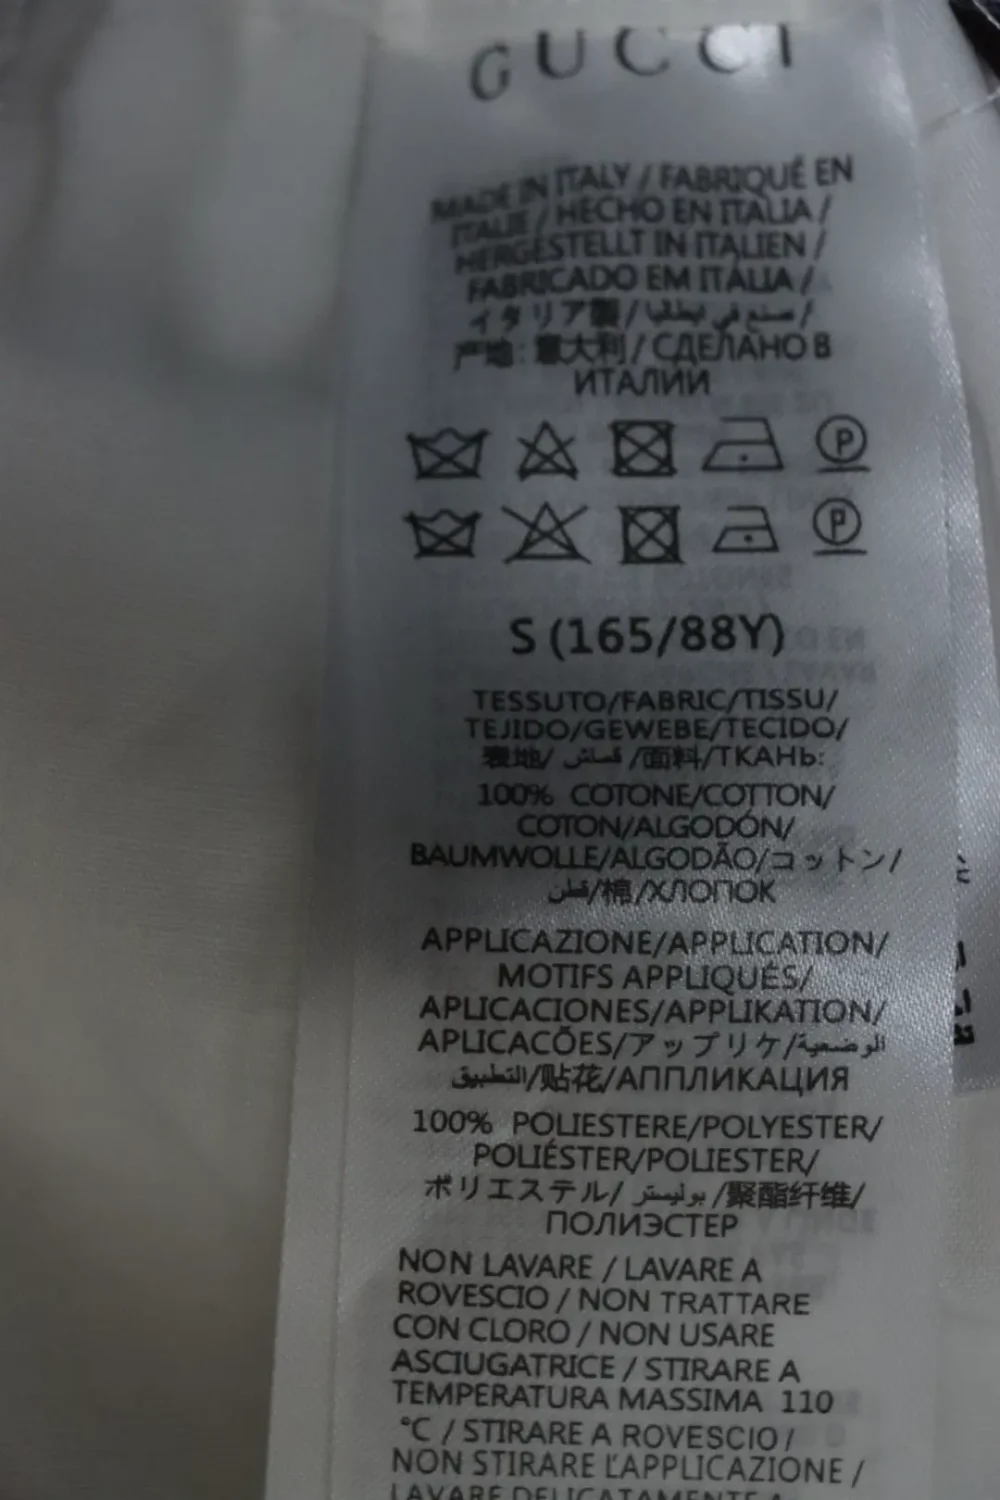 GUCCI
MADE IN ITALY / FABRIQUÉ EN
ITALIE / HECHO EN ITALIA /
HERGESTELLT IN ITALIEN /
FABRICADO EM ITÁLIA /
イタリア製 / صنع في ايطاليا /
产地: 意大利 / СДЕЛАНО В
ИТАЛИИ
P
P
S (165/88Y)
TESSUTO/FABRIC/TISSU/
TEJIDO/GEWEBE/TECIDO/
表地/ قماش /面料/ТКАНЬ:
100% COTONE/COTTON/
COTON/ALGODÓN/
BAUMWOLLE/ALGODÃO/コットン/
قطن/棉/ХЛОПОК
APPLICAZIONE/APPLICATION/
MOTIFS APPLIQUÉS/
APLICACIONES/APPLIKATION/
APLICACÕES/アップリケ/الوضعية
التطبيق/贴花/АППЛИКАЦИЯ
100% POLIESTERE/POLYESTER/
POLIÉSTER/POLIESTER/
ポリエステル/ بوليستر /聚酯纤维/
ПОЛИЭСТЕР
NON LAVARE / LAVARE A
ROVESCIO / NON TRATTARE
CON CLORO / NON USARE
ASCIUGATRICE / STIRARE A
TEMPERATURA MASSIMA 110
°C / STIRARE A ROVESCIO /
NON STIRARE L'APPLICAZIONE /
LAVARE DELICATAMENTE A